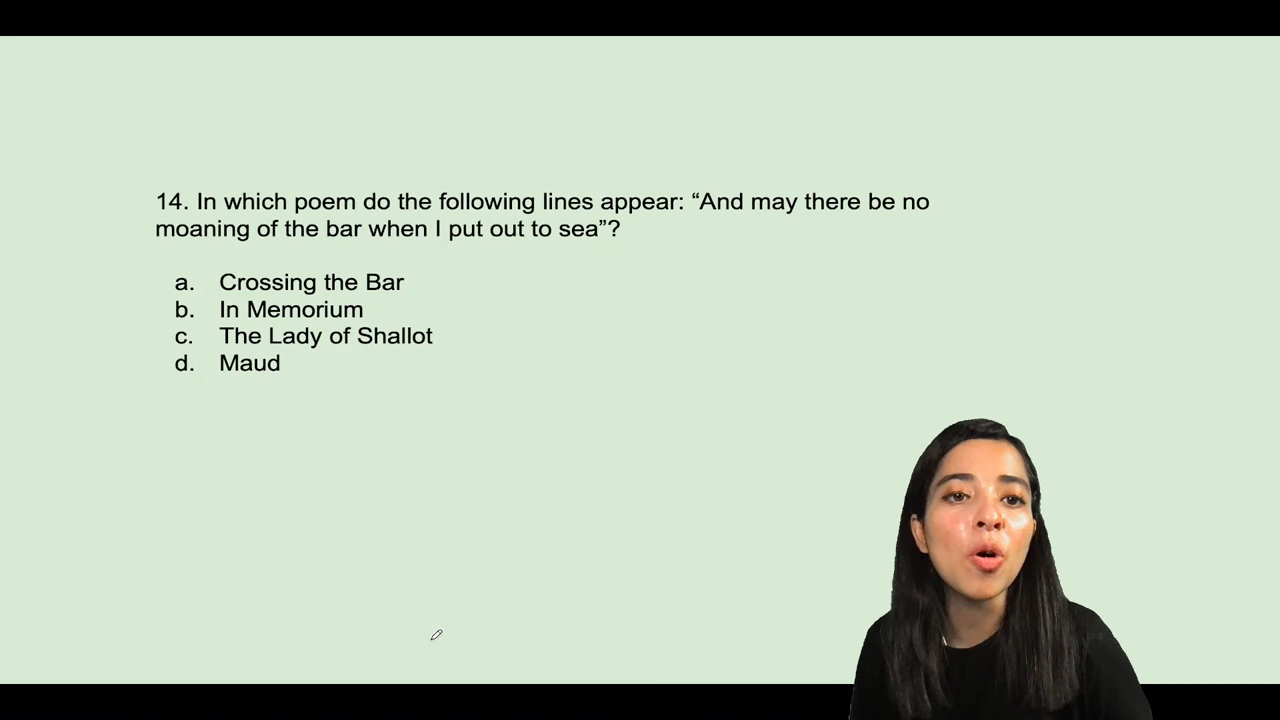 14. In which poem do the following lines appear: “And may there be no
moaning of the bar when I put out to sea”?
a. Crossing the Bar
b. In Memorium
c. The Lady of Shallot
d. Maud